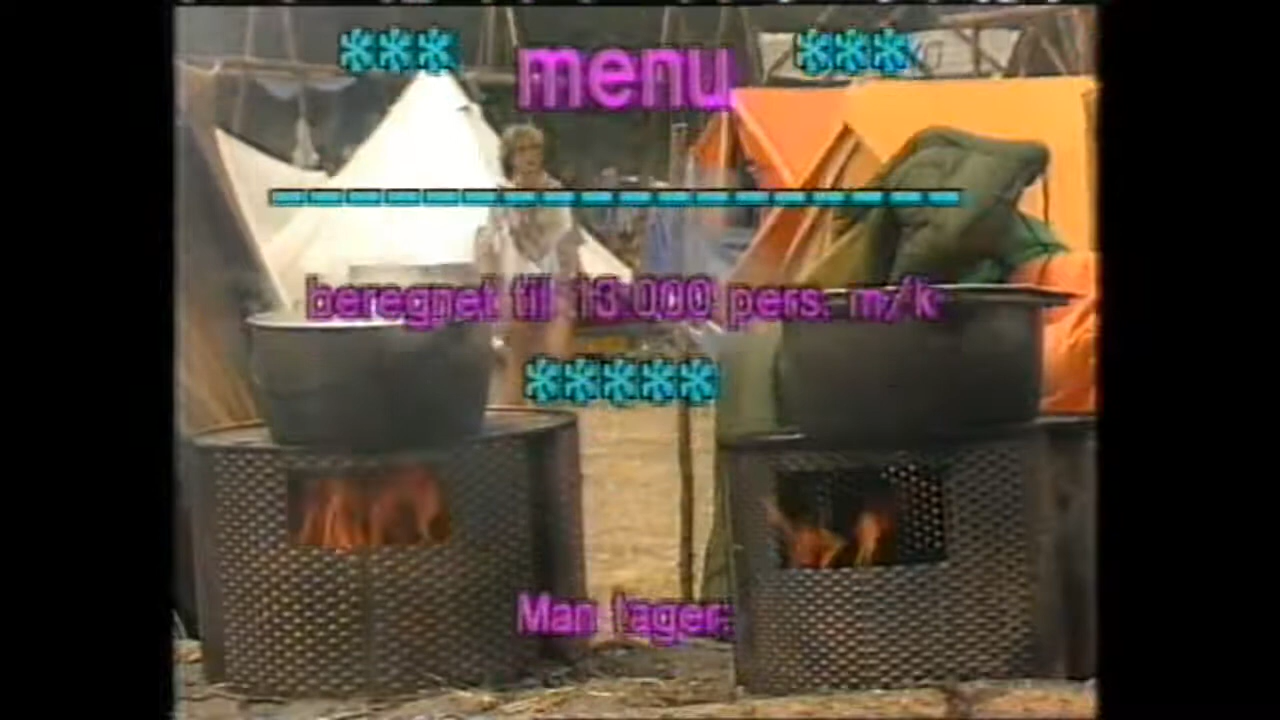 *** menu ***
beregnet til 13.000 pers. m/k
*****
Man tager: